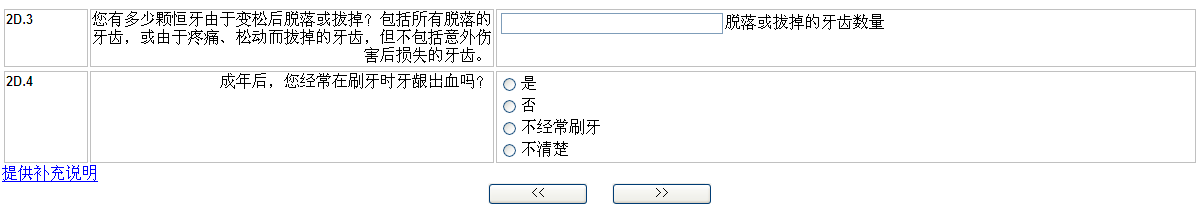 2D.3
您有多少颗恒牙由于变松后脱落或拔掉？包括所有脱落的
牙齿，或由于疼痛、松动而拔掉的牙齿，但不包括意外伤
害后损失的牙齿。
脱落或拔掉的牙齿数量
2D.4
成年后，您经常在刷牙时牙龈出血吗？
是
否
不经常刷牙
不清楚
提供补充说明
<<
>>